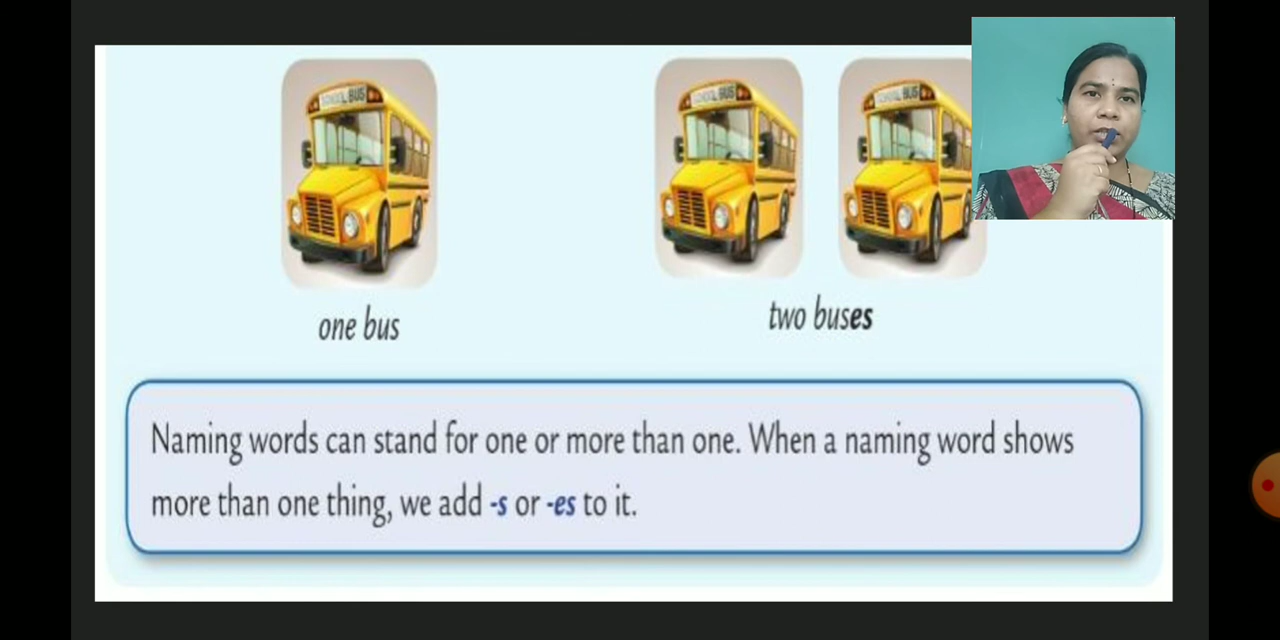 SCHOOL BUS
SCHOOL BUS
SCHOOL BUS
one bus
two buses
Naming words can stand for one or more than one. When a naming word shows
more than one thing, we add -s or -es to it.